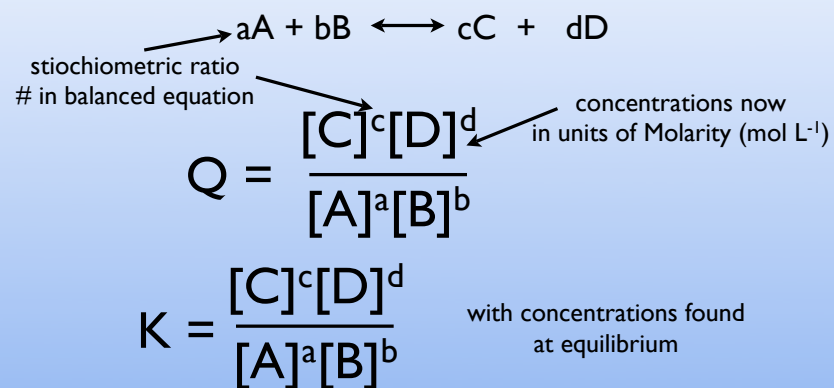 aA + bB ⟷ cC + dD
stiochiometric ratio
# in balanced equation
concentrations now
in units of Molarity (mol L⁻¹)
[C]ᶜ[D]ᵈ
Q =
[A]ᵃ[B]ᵇ
[C]ᶜ[D]ᵈ
K =
[A]ᵃ[B]ᵇ
with concentrations found
at equilibrium